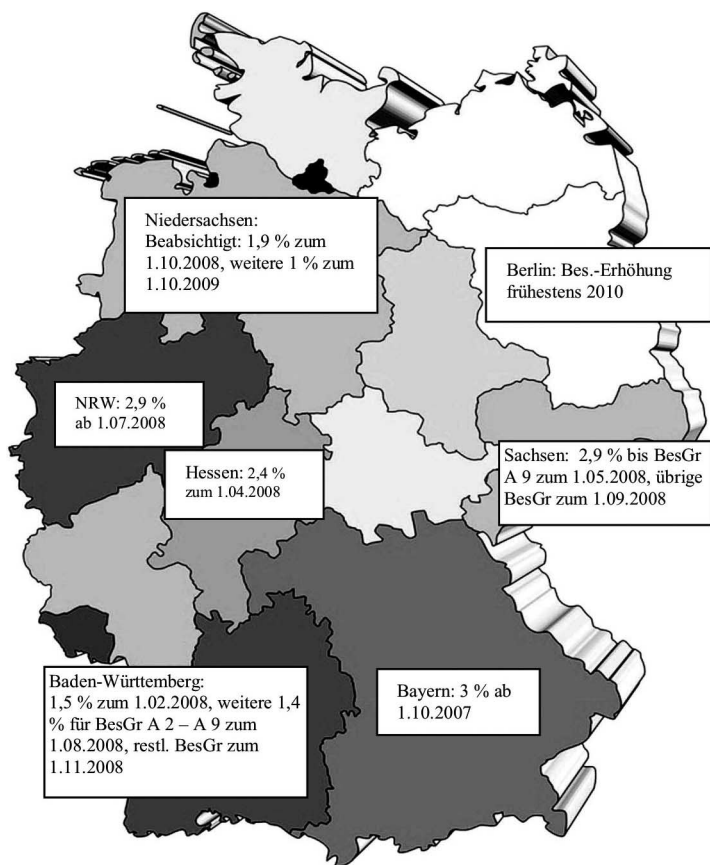 Niedersachsen:
Beabsichtigt: 1,9 % zum
1.10.2008, weitere 1 % zum
1.10.2009
Berlin: Bes.-Erhöhung
frühestens 2010
NRW: 2,9 %
ab 1.07.2008
Hessen: 2,4 %
zum 1.04.2008
Sachsen: 2,9 % bis BesGr
A 9 zum 1.05.2008, übrige
BesGr zum 1.09.2008
Baden-Württemberg:
1,5 % zum 1.02.2008, weitere 1,4
% für BesGr A 2 – A 9 zum
1.08.2008, restl. BesGr zum
1.11.2008
Bayern: 3 % ab
1.10.2007